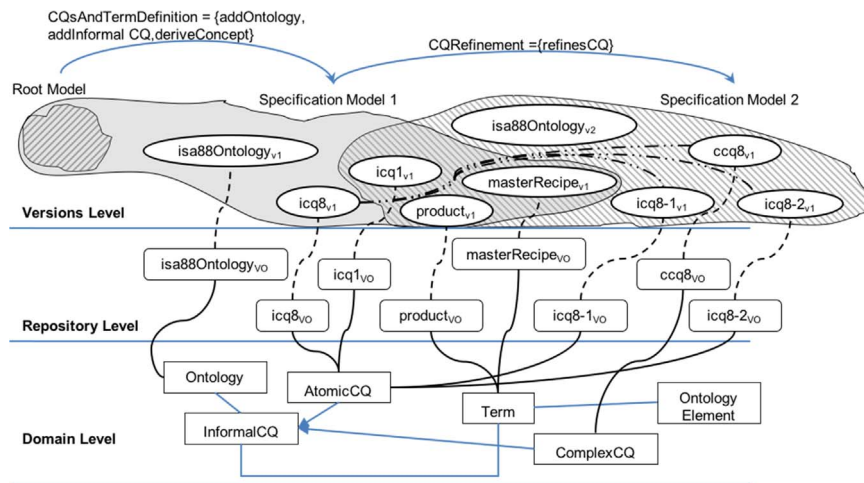 CQsAndTermDefinition = {addOntology,
addInformal CQ,deriveConcept}
CQRefinement ={refinesCQ}
Root Model
Specification Model 1
Specification Model 2
isa88Ontologyv1
isa88Ontologyv2
icq1v1
ccq8v1
masterRecipev1
icq8v1
productv1
icq8-1v1
icq8-2v1
Versions Level
isa88OntologyVO
icq1VO
masterRecipeVO
ccq8VO
icq8VO
productVO
icq8-1VO
icq8-2VO
Repository Level
Ontology
AtomicCQ
Term
Ontology
Element
InformalCQ
Domain Level
ComplexCQ